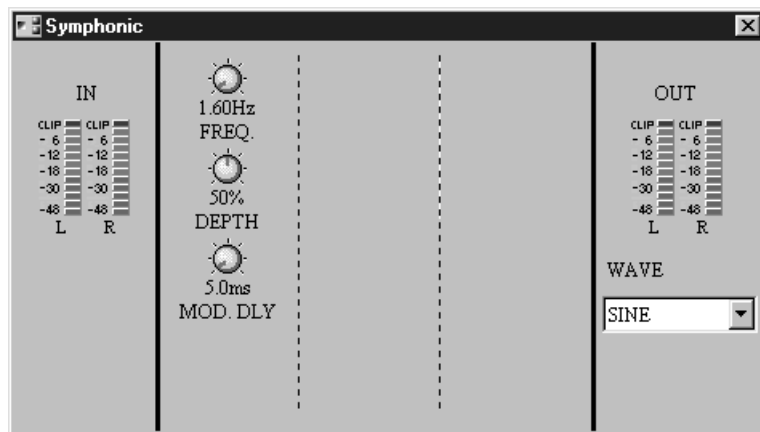 Symphonic
IN
CLIP CLIP
- 6 - 6
-12 -12
-18 -18
-30 -30
-48 -48
L R
1.60Hz
FREQ.
50%
DEPTH
5.0ms
MOD. DLY
OUT
CLIP CLIP
- 6 - 6
-12 -12
-18 -18
-30 -30
-48 -48
L R
WAVE
SINE